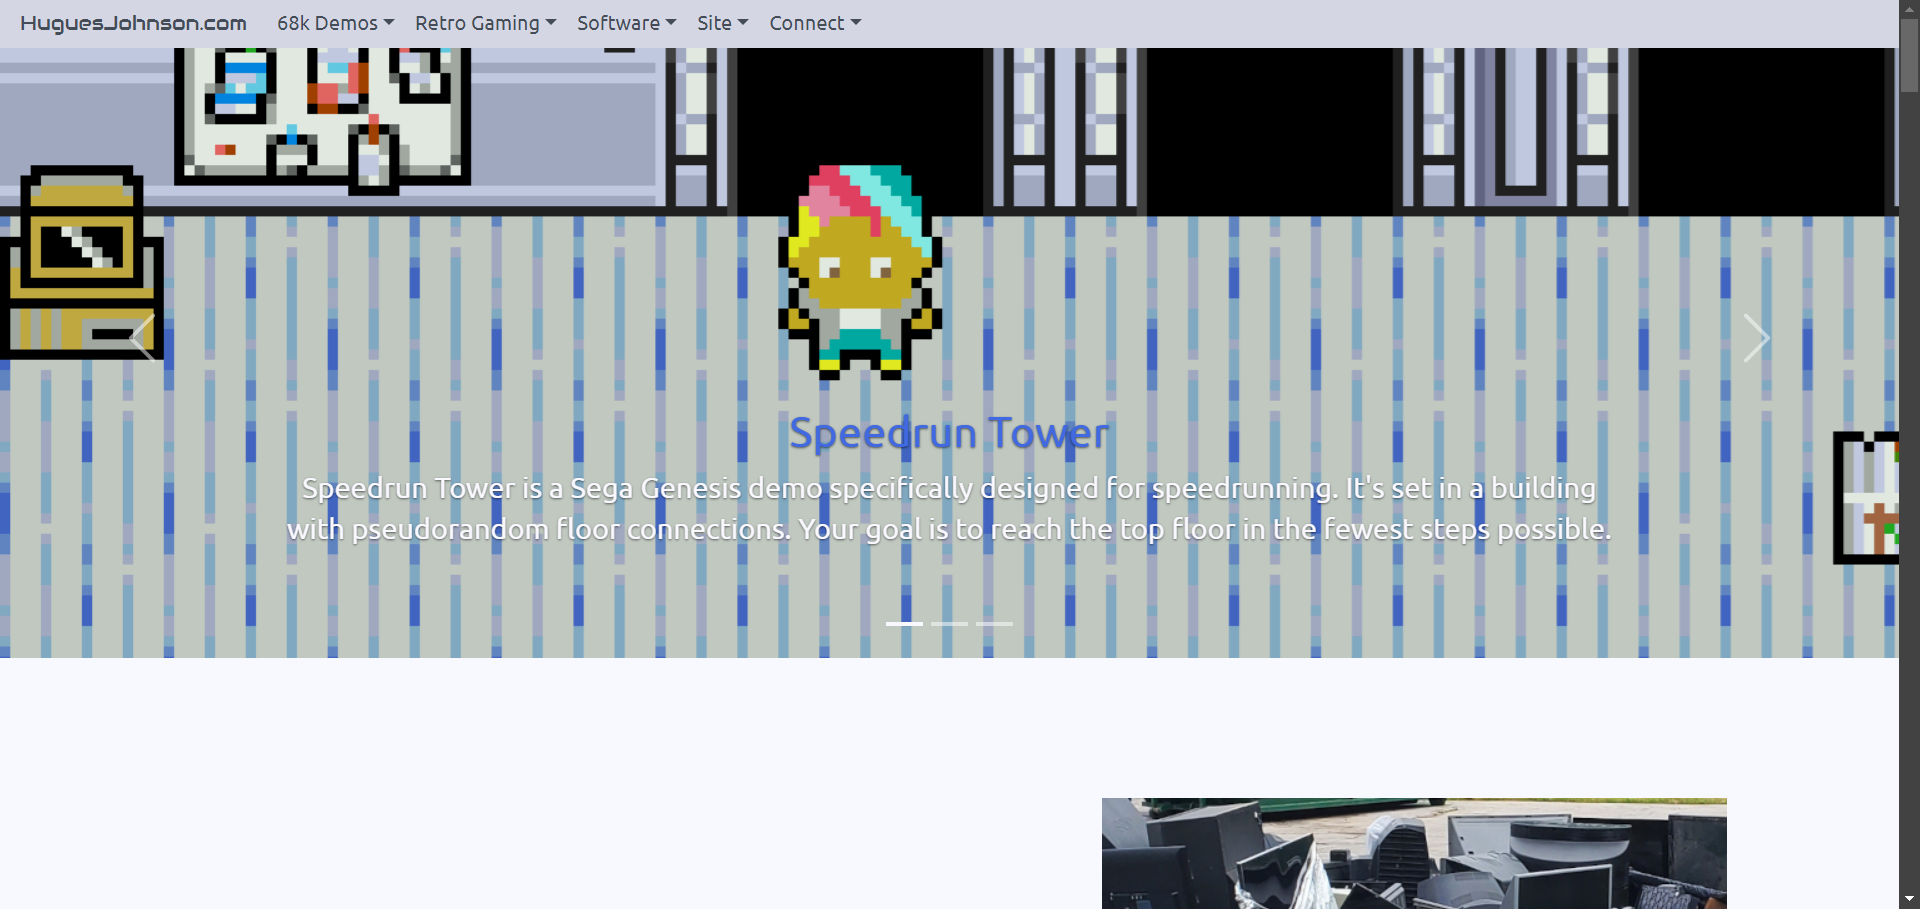 HuguesJohnson.com 68k Demos Retro Gaming Software Site Connect
Speedrun Tower
Speedrun Tower is a Sega Genesis demo specifically designed for speedrunning. It's set in a building
with pseudorandom floor connections. Your goal is to reach the top floor in the fewest steps possible.